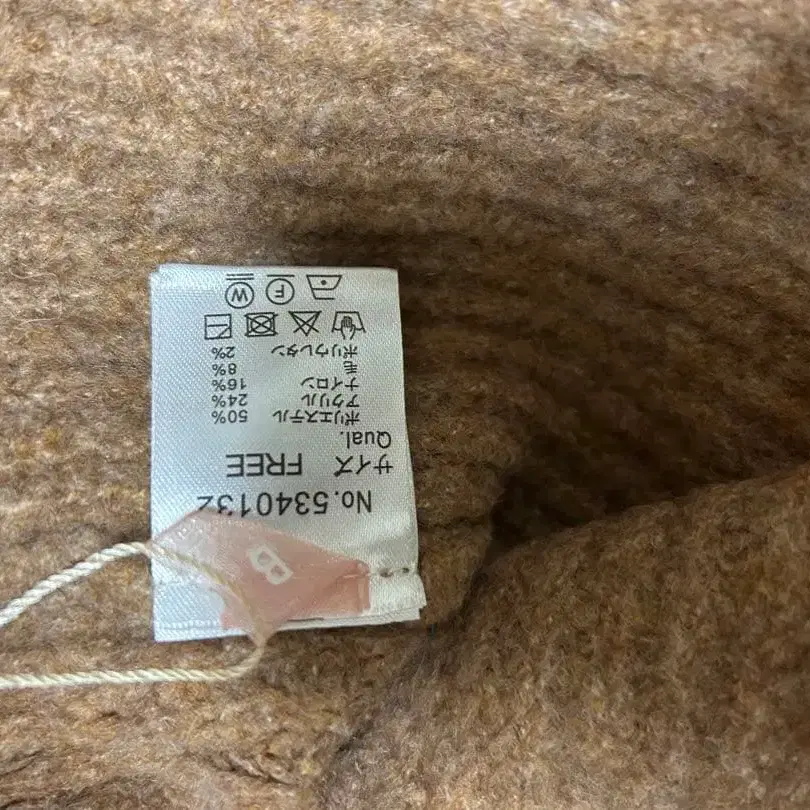 No.5340132
サイズ FREE
Qual.
ポリエステル 50%
アクリル 24%
ナイロン 16%
毛 8%
ポリウレタン 2%
F W
B